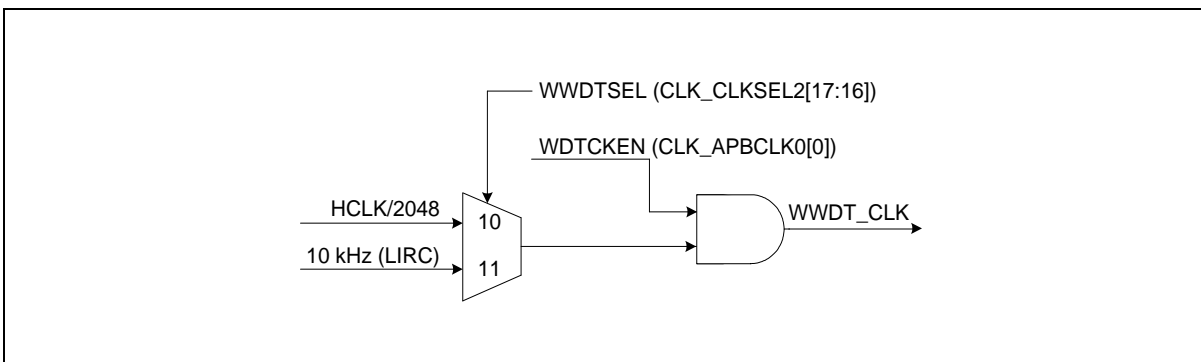 WWDTSEL (CLK_CLKSEL2[17:16])
WDTCKEN (CLK_APBCLK0[0])
HCLK/2048
10
WWDT_CLK
10 kHz (LIRC)
11